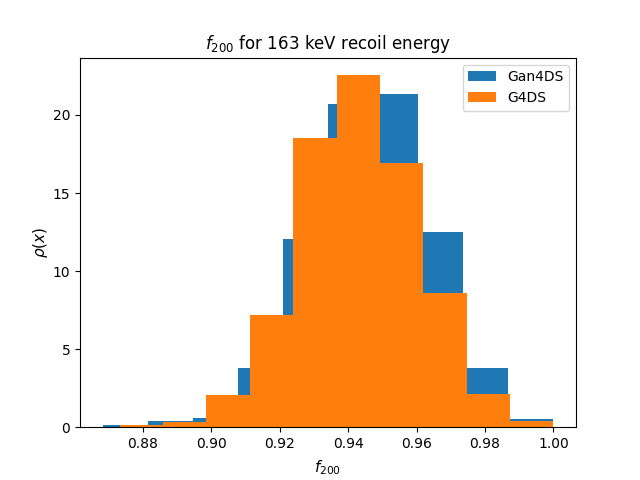 f₂₀₀ for 163 keV recoil energy
Gan4DS
G4DS
ρ(x)
20
15
10
5
0
0.88 0.90 0.92 0.94 0.96 0.98 1.00
f₂₀₀